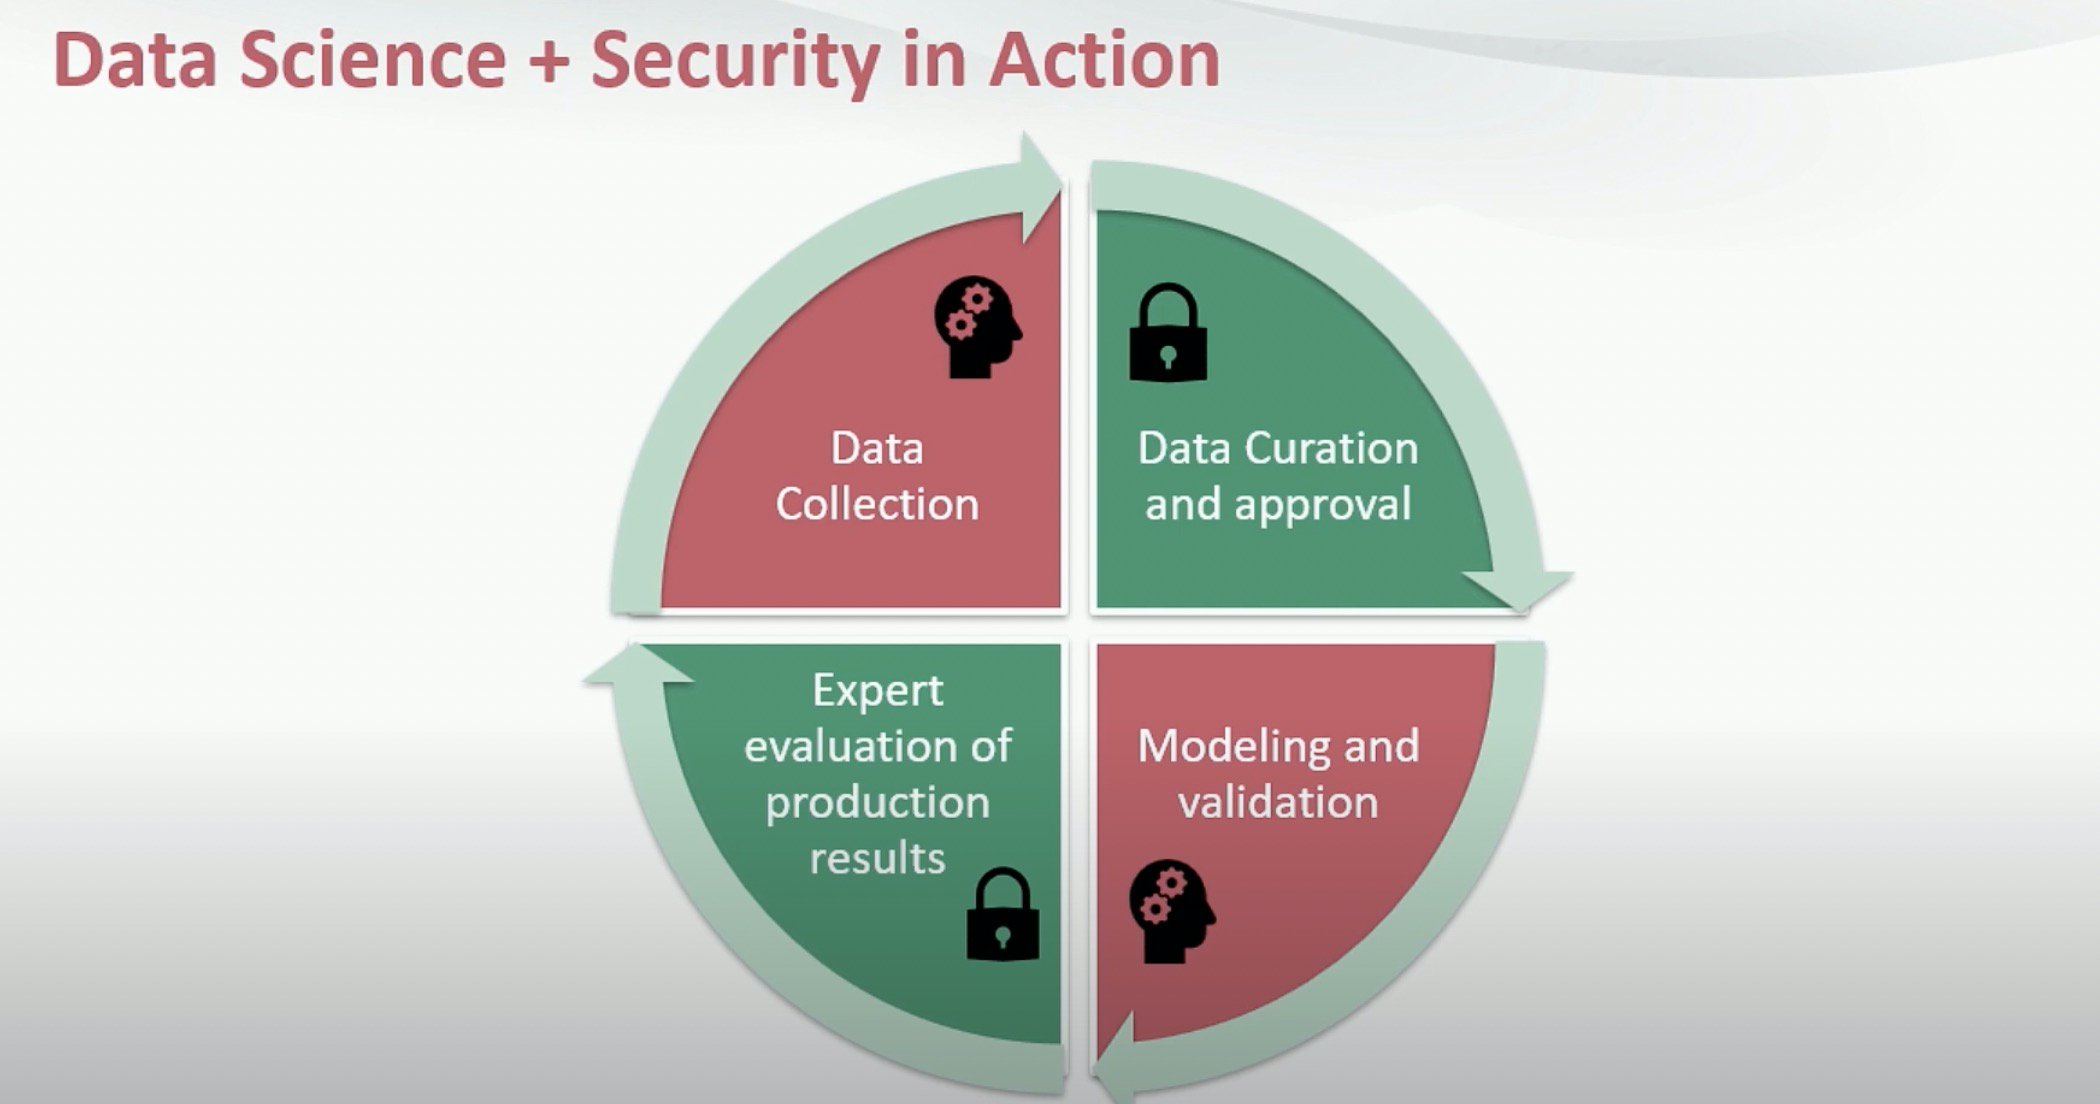 Data Science + Security in Action
Data
Collection
Data Curation
and approval
Expert
evaluation of
production
results
Modeling and
validation